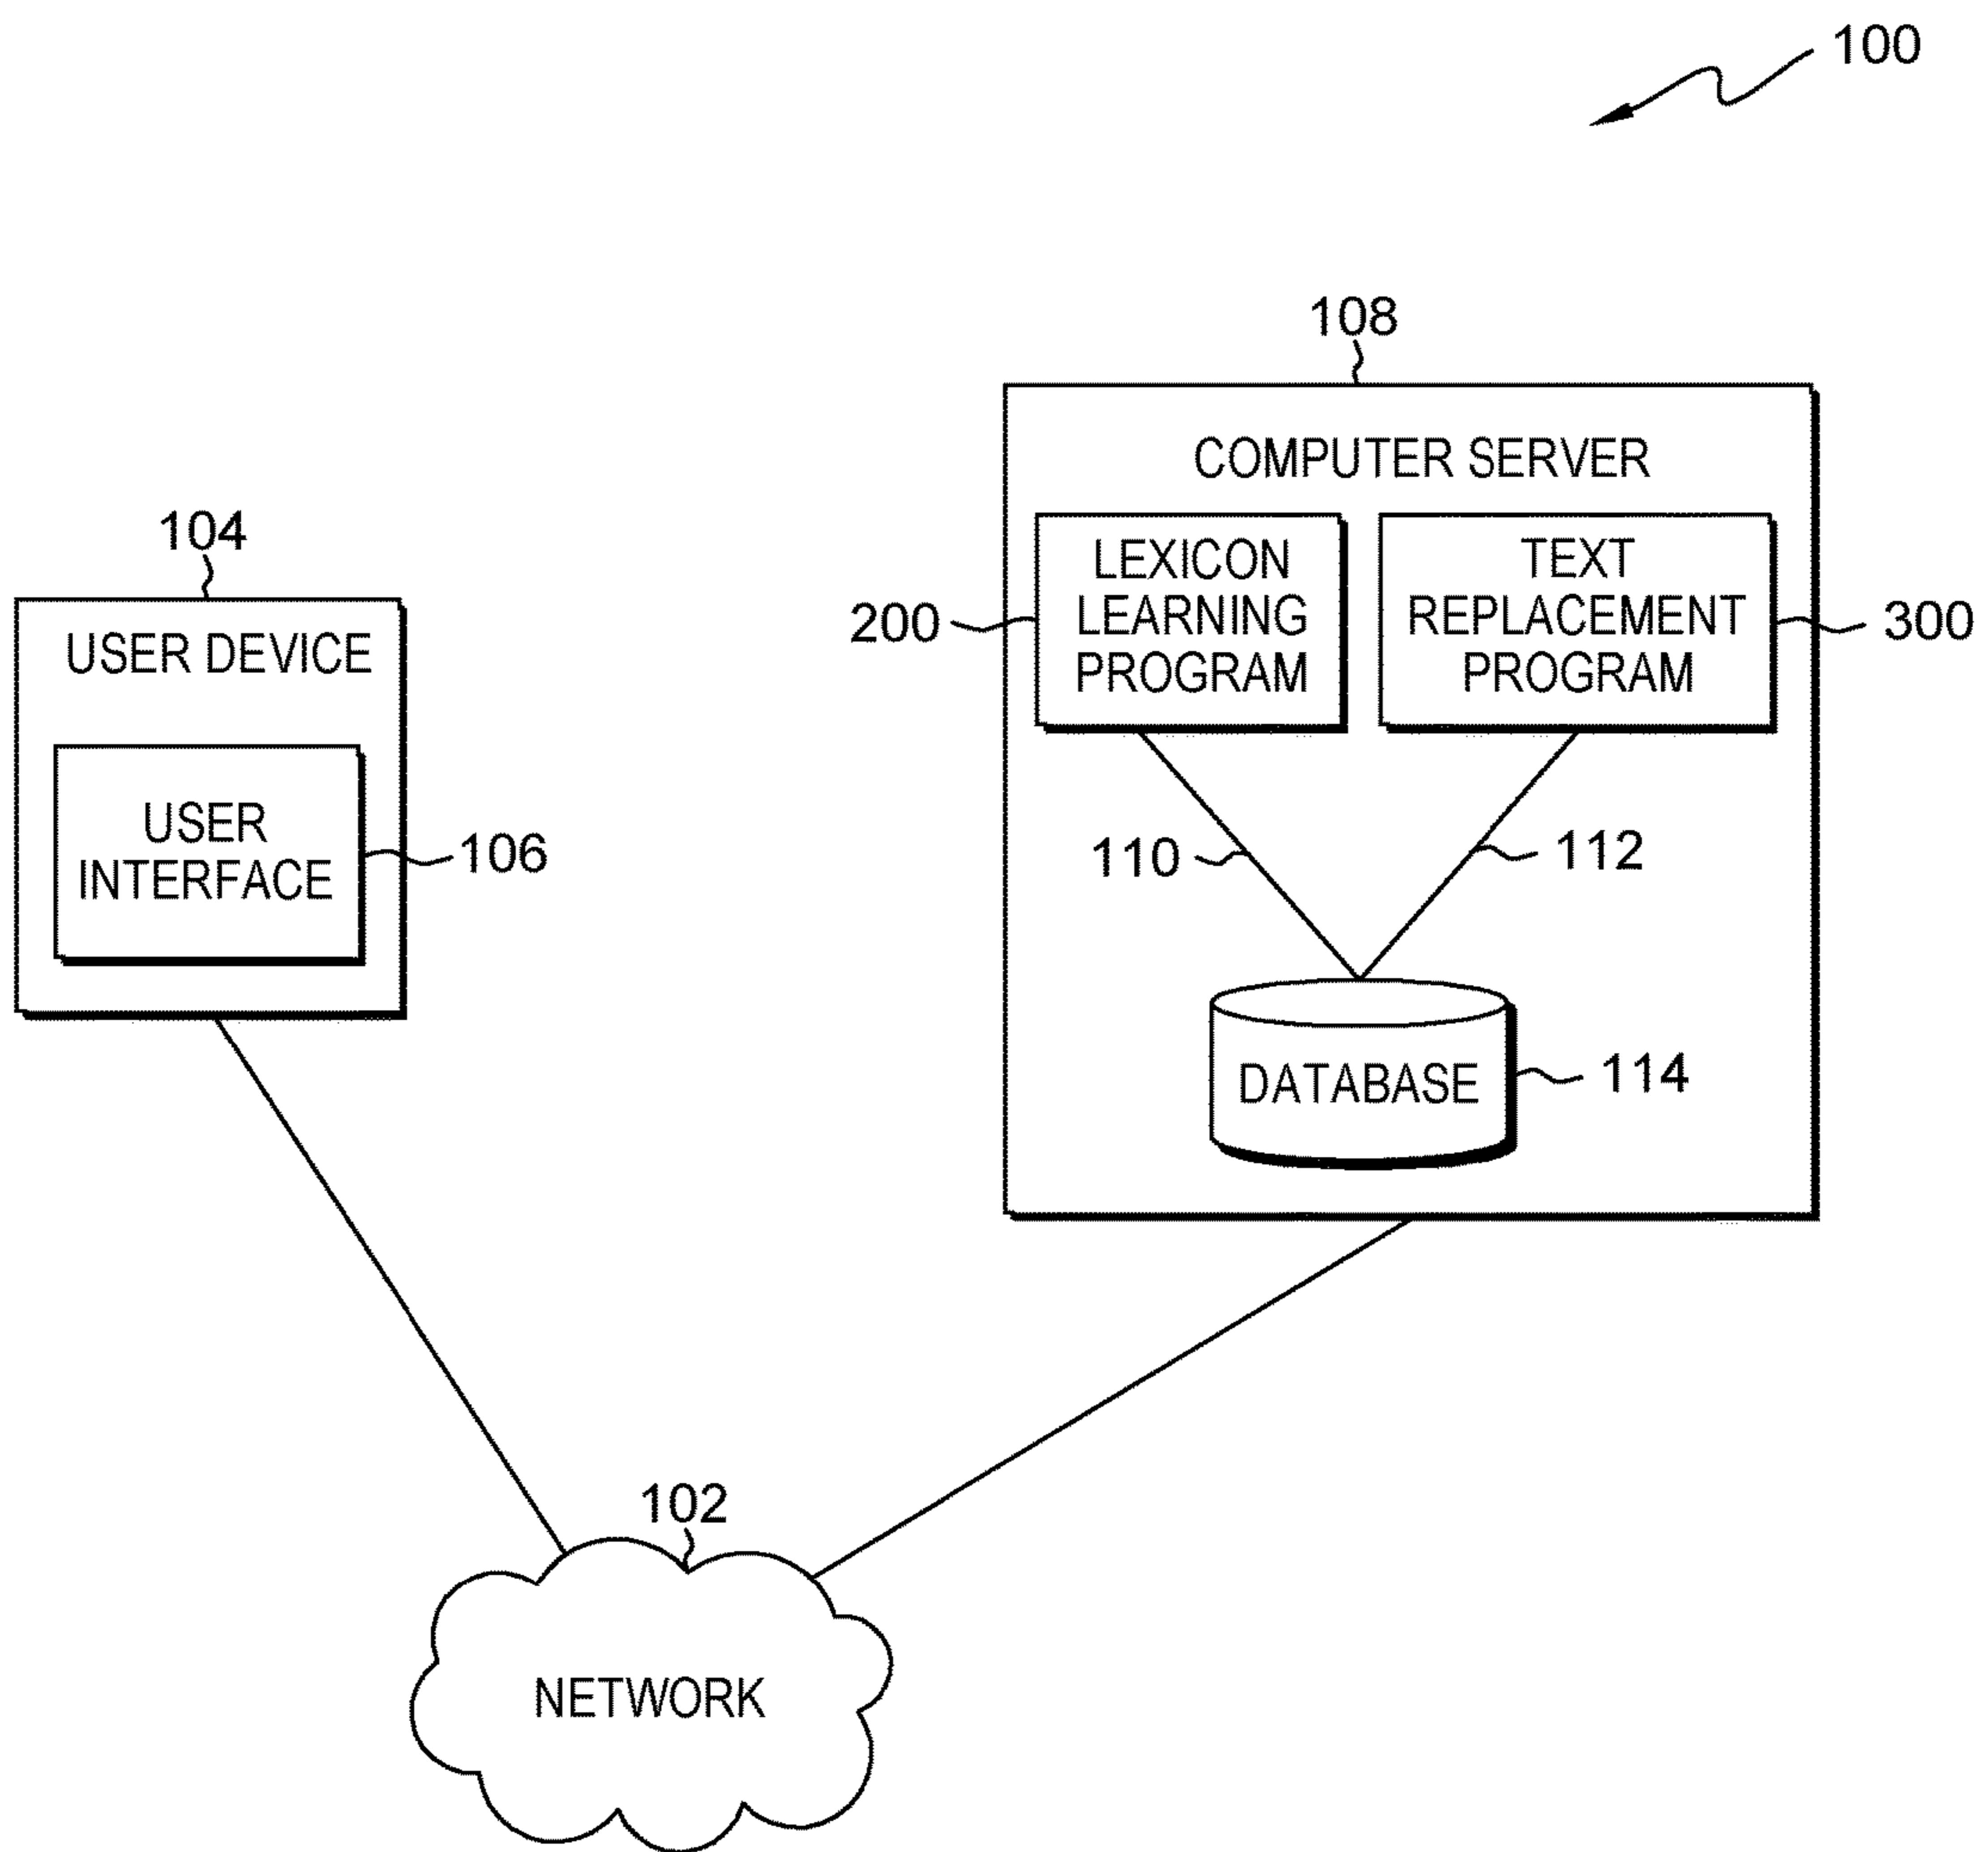 100
108
COMPUTER SERVER
104
LEXICON
LEARNING
PROGRAM
TEXT
REPLACEMENT
PROGRAM
200
300
USER DEVICE
USER
INTERFACE
106
110
112
DATABASE
114
102
NETWORK